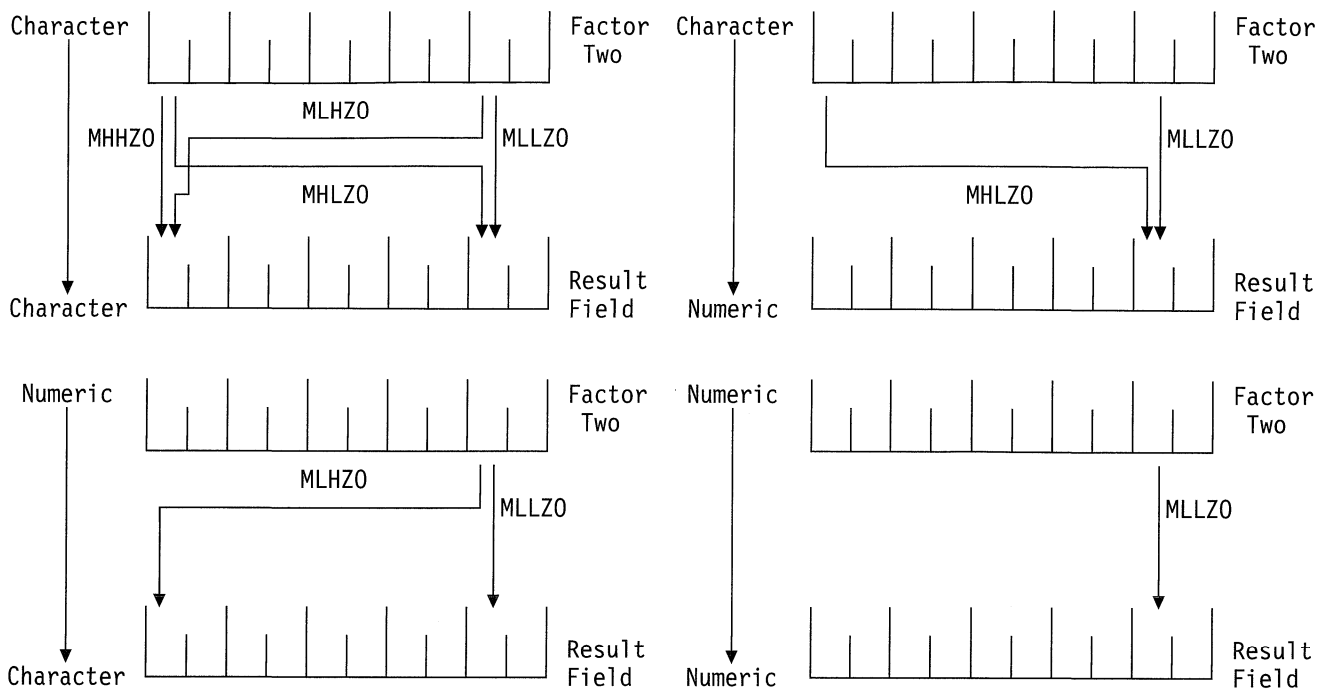 Character
Factor
Two
MLHZO
MHHZO
MLLZO
MHLZO
Result
Field
Character
Character
Factor
Two
MLLZO
MHLZO
Result
Field
Numeric
Numeric
Factor
Two
MLHZO
MLLZO
Result
Field
Character
Numeric
Factor
Two
MLLZO
Result
Field
Numeric